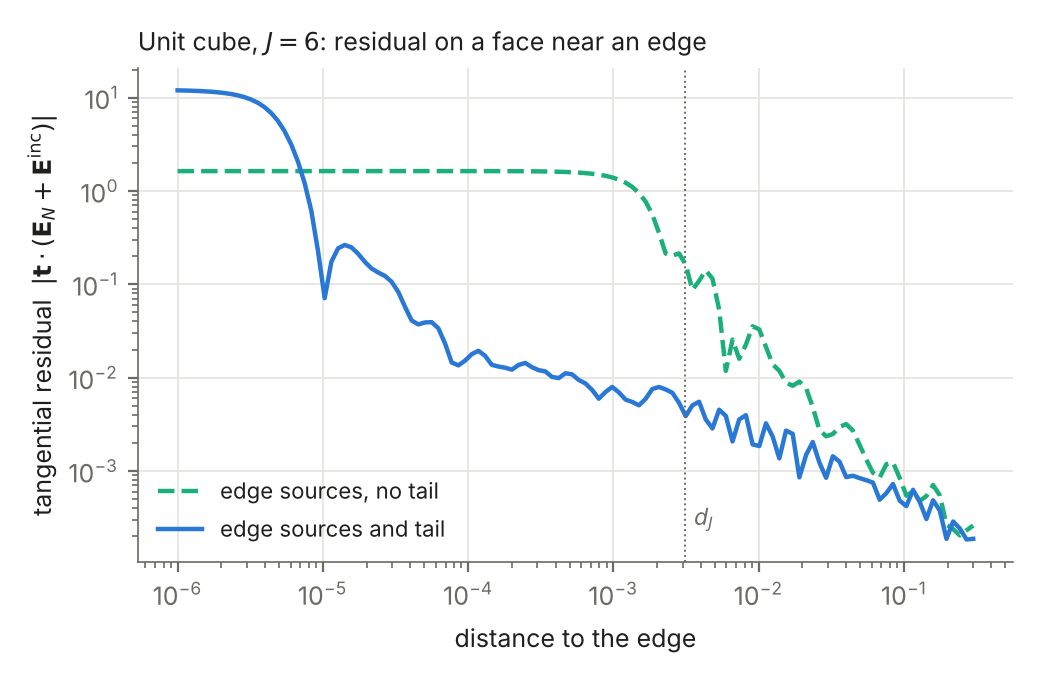 Unit cube, J = 6: residual on a face near an edge
tangential residual |t · (E_N + E^inc)|
10^1
10^0
10^−1
10^−2
10^−3
edge sources, no tail
edge sources and tail
d_J
10^−6 10^−5 10^−4 10^−3 10^−2 10^−1
distance to the edge